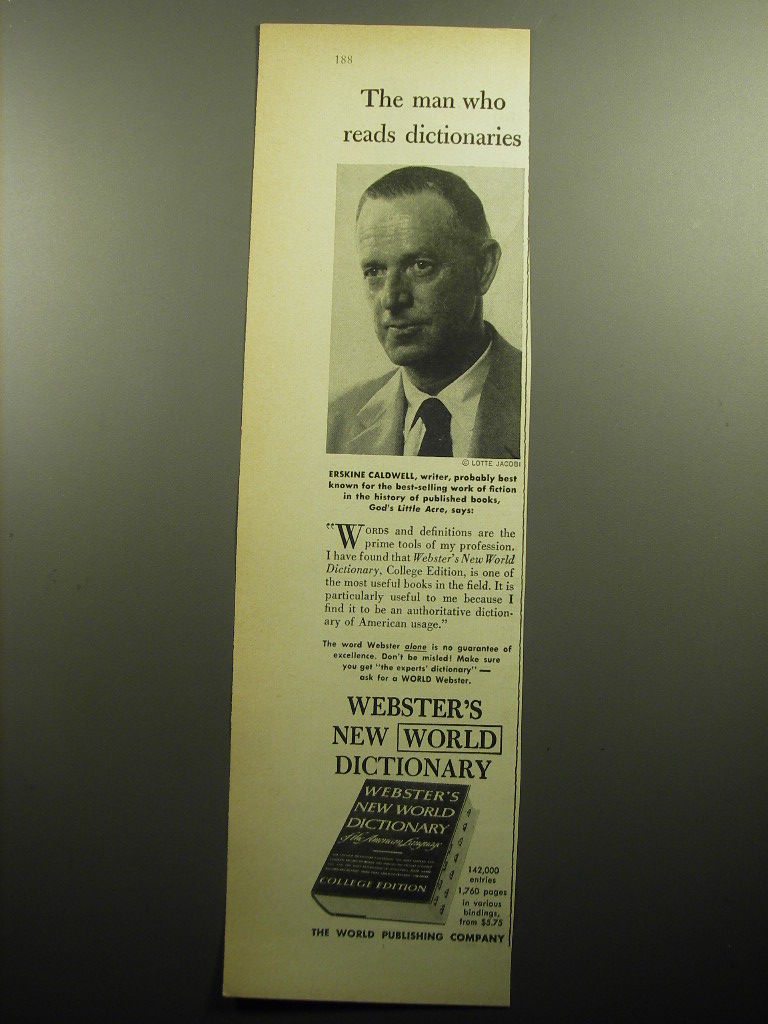 188
The man who
reads dictionaries
© LOTTE JACOBI
ERSKINE CALDWELL, writer, probably best
known for the best-selling work of fiction
in the history of published books,
God's Little Acre, says:
"WORDS and definitions are the
prime tools of my profession.
I have found that Webster's New World
Dictionary, College Edition, is one of
the most useful books in the field. It is
particularly useful to me because I
find it to be an authoritative diction-
ary of American usage."
The word Webster alone is no guarantee of
excellence. Don't be misled! Make sure
you get "the experts' dictionary" —
ask for a WORLD Webster.
WEBSTER'S
NEW WORLD
DICTIONARY
WEBSTER'S
NEW WORLD
DICTIONARY
of the American Language
COLLEGE EDITION
142,000
entries
1,760 pages
In various
bindings,
from $5.75
THE WORLD PUBLISHING COMPANY